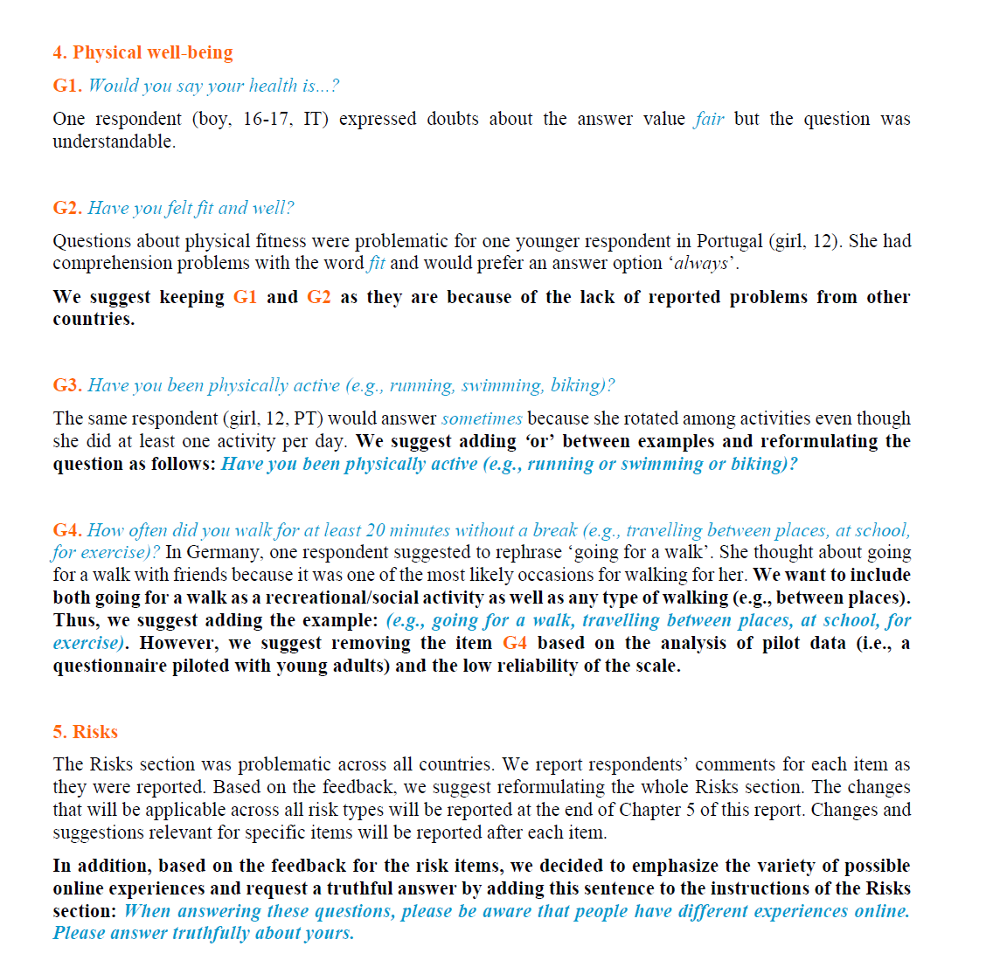 4. Physical well-being
G1. Would you say your health is...?
One respondent (boy, 16-17, IT) expressed doubts about the answer value fair but the question was
understandable.
G2. Have you felt fit and well?
Questions about physical fitness were problematic for one younger respondent in Portugal (girl, 12). She had
comprehension problems with the word fit and would prefer an answer option ‘always’.
We suggest keeping G1 and G2 as they are because of the lack of reported problems from other
countries.
G3. Have you been physically active (e.g., running, swimming, biking)?
The same respondent (girl, 12, PT) would answer sometimes because she rotated among activities even though
she did at least one activity per day. We suggest adding ‘or’ between examples and reformulating the
question as follows: Have you been physically active (e.g., running or swimming or biking)?
G4. How often did you walk for at least 20 minutes without a break (e.g., travelling between places, at school,
for exercise)? In Germany, one respondent suggested to rephrase ‘going for a walk’. She thought about going
for a walk with friends because it was one of the most likely occasions for walking for her. We want to include
both going for a walk as a recreational/social activity as well as any type of walking (e.g., between places).
Thus, we suggest adding the example: (e.g., going for a walk, travelling between places, at school, for
exercise). However, we suggest removing the item G4 based on the analysis of pilot data (i.e., a
questionnaire piloted with young adults) and the low reliability of the scale.
5. Risks
The Risks section was problematic across all countries. We report respondents’ comments for each item as
they were reported. Based on the feedback, we suggest reformulating the whole Risks section. The changes
that will be applicable across all risk types will be reported at the end of Chapter 5 of this report. Changes and
suggestions relevant for specific items will be reported after each item.
In addition, based on the feedback for the risk items, we decided to emphasize the variety of possible
online experiences and request a truthful answer by adding this sentence to the instructions of the Risks
section: When answering these questions, please be aware that people have different experiences online.
Please answer truthfully about yours.